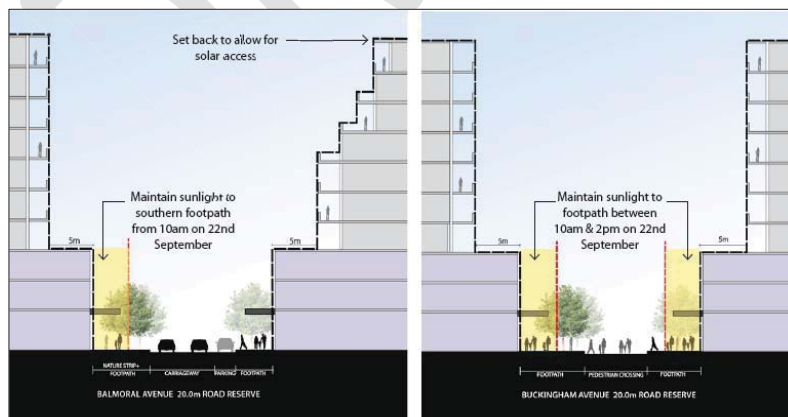 Set back to allow for
solar access
Maintain sunlight to
southern footpath
from 10am on 22nd
September
5m
5m
NATURE STRIP+
FOOTPATH
CARRIAGEWAY
PARKING
FOOTPATH
BALMORAL AVENUE 20.0m ROAD RESERVE
Maintain sunlight to
footpath between
10am & 2pm on 22nd
September
5m
5m
FOOTPATH
PEDESTRIAN CROSSING
FOOTPATH
BUCKINGHAM AVENUE 20.0m ROAD RESERVE